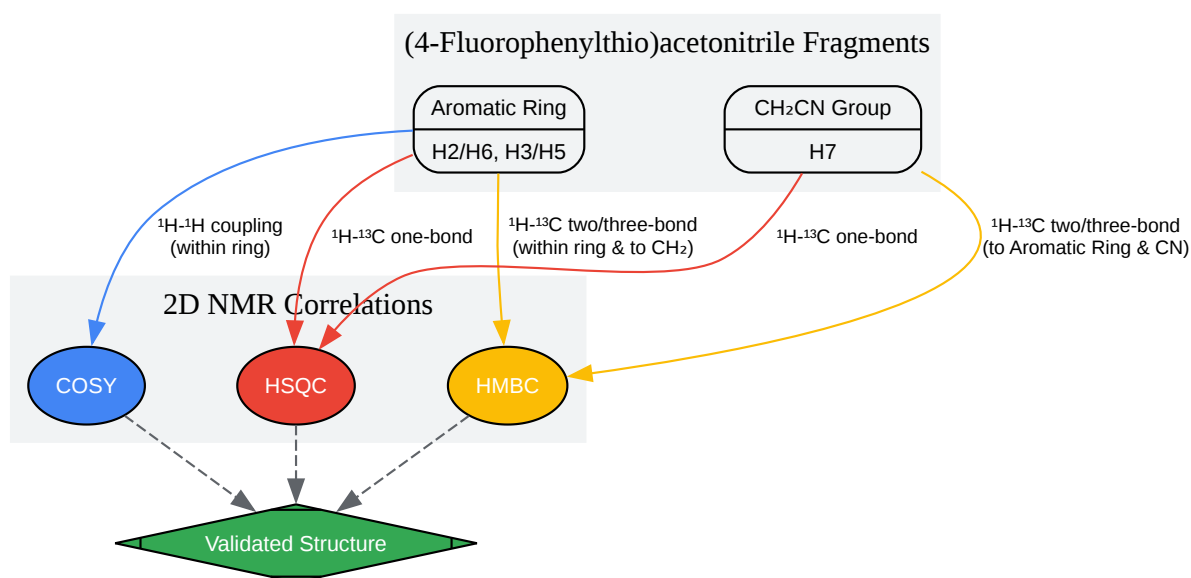 (4-Fluorophenylthio)acetonitrile Fragments
Aromatic Ring
H2/H6, H3/H5
CH₂CN Group
H7
¹H-¹H coupling
(within ring)
¹H-¹³C one-bond
¹H-¹³C two/three-bond
(within ring & to CH₂)
¹H-¹³C one-bond
¹H-¹³C two/three-bond
(to Aromatic Ring & CN)
2D NMR Correlations
COSY
HSQC
HMBC
Validated Structure